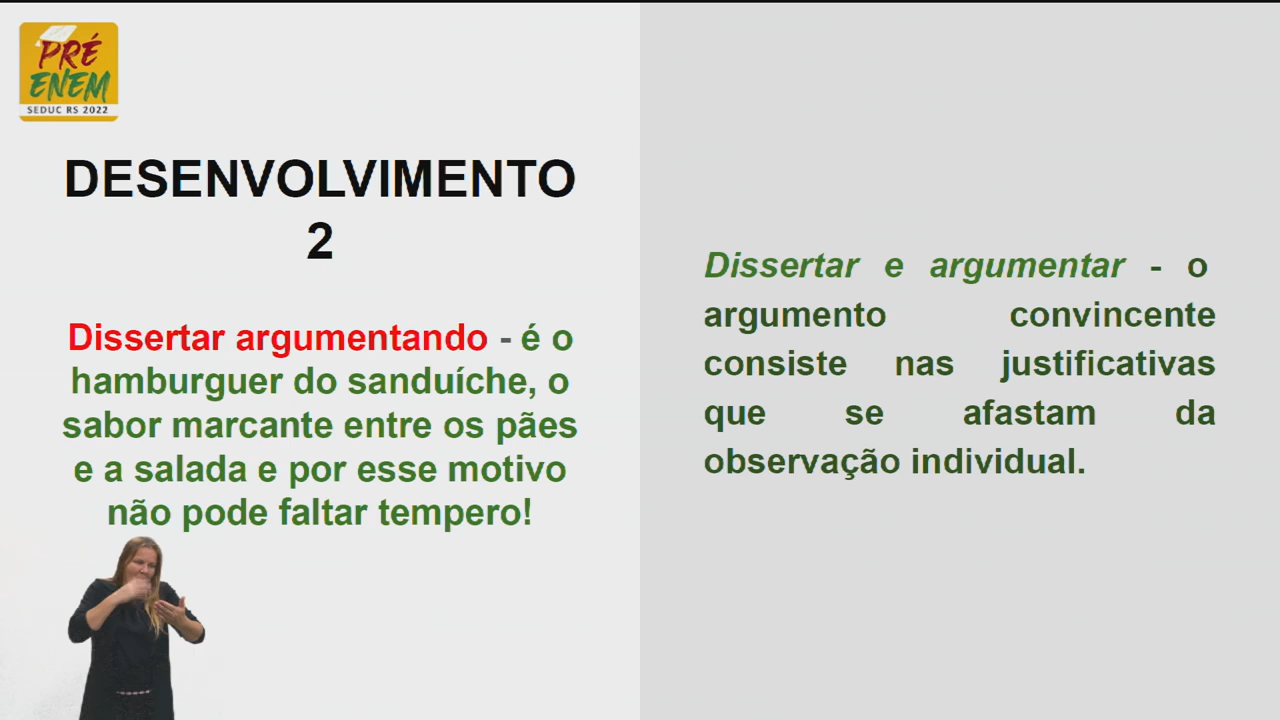 PRÉ
ENEM
SEDUC RS 2022
DESENVOLVIMENTO
2
Dissertar argumentando - é o
hamburguer do sanduíche, o
sabor marcante entre os pães
e a salada e por esse motivo
não pode faltar tempero!
Dissertar e argumentar - o
argumento convincente
consiste nas justificativas
que se afastam da
observação individual.